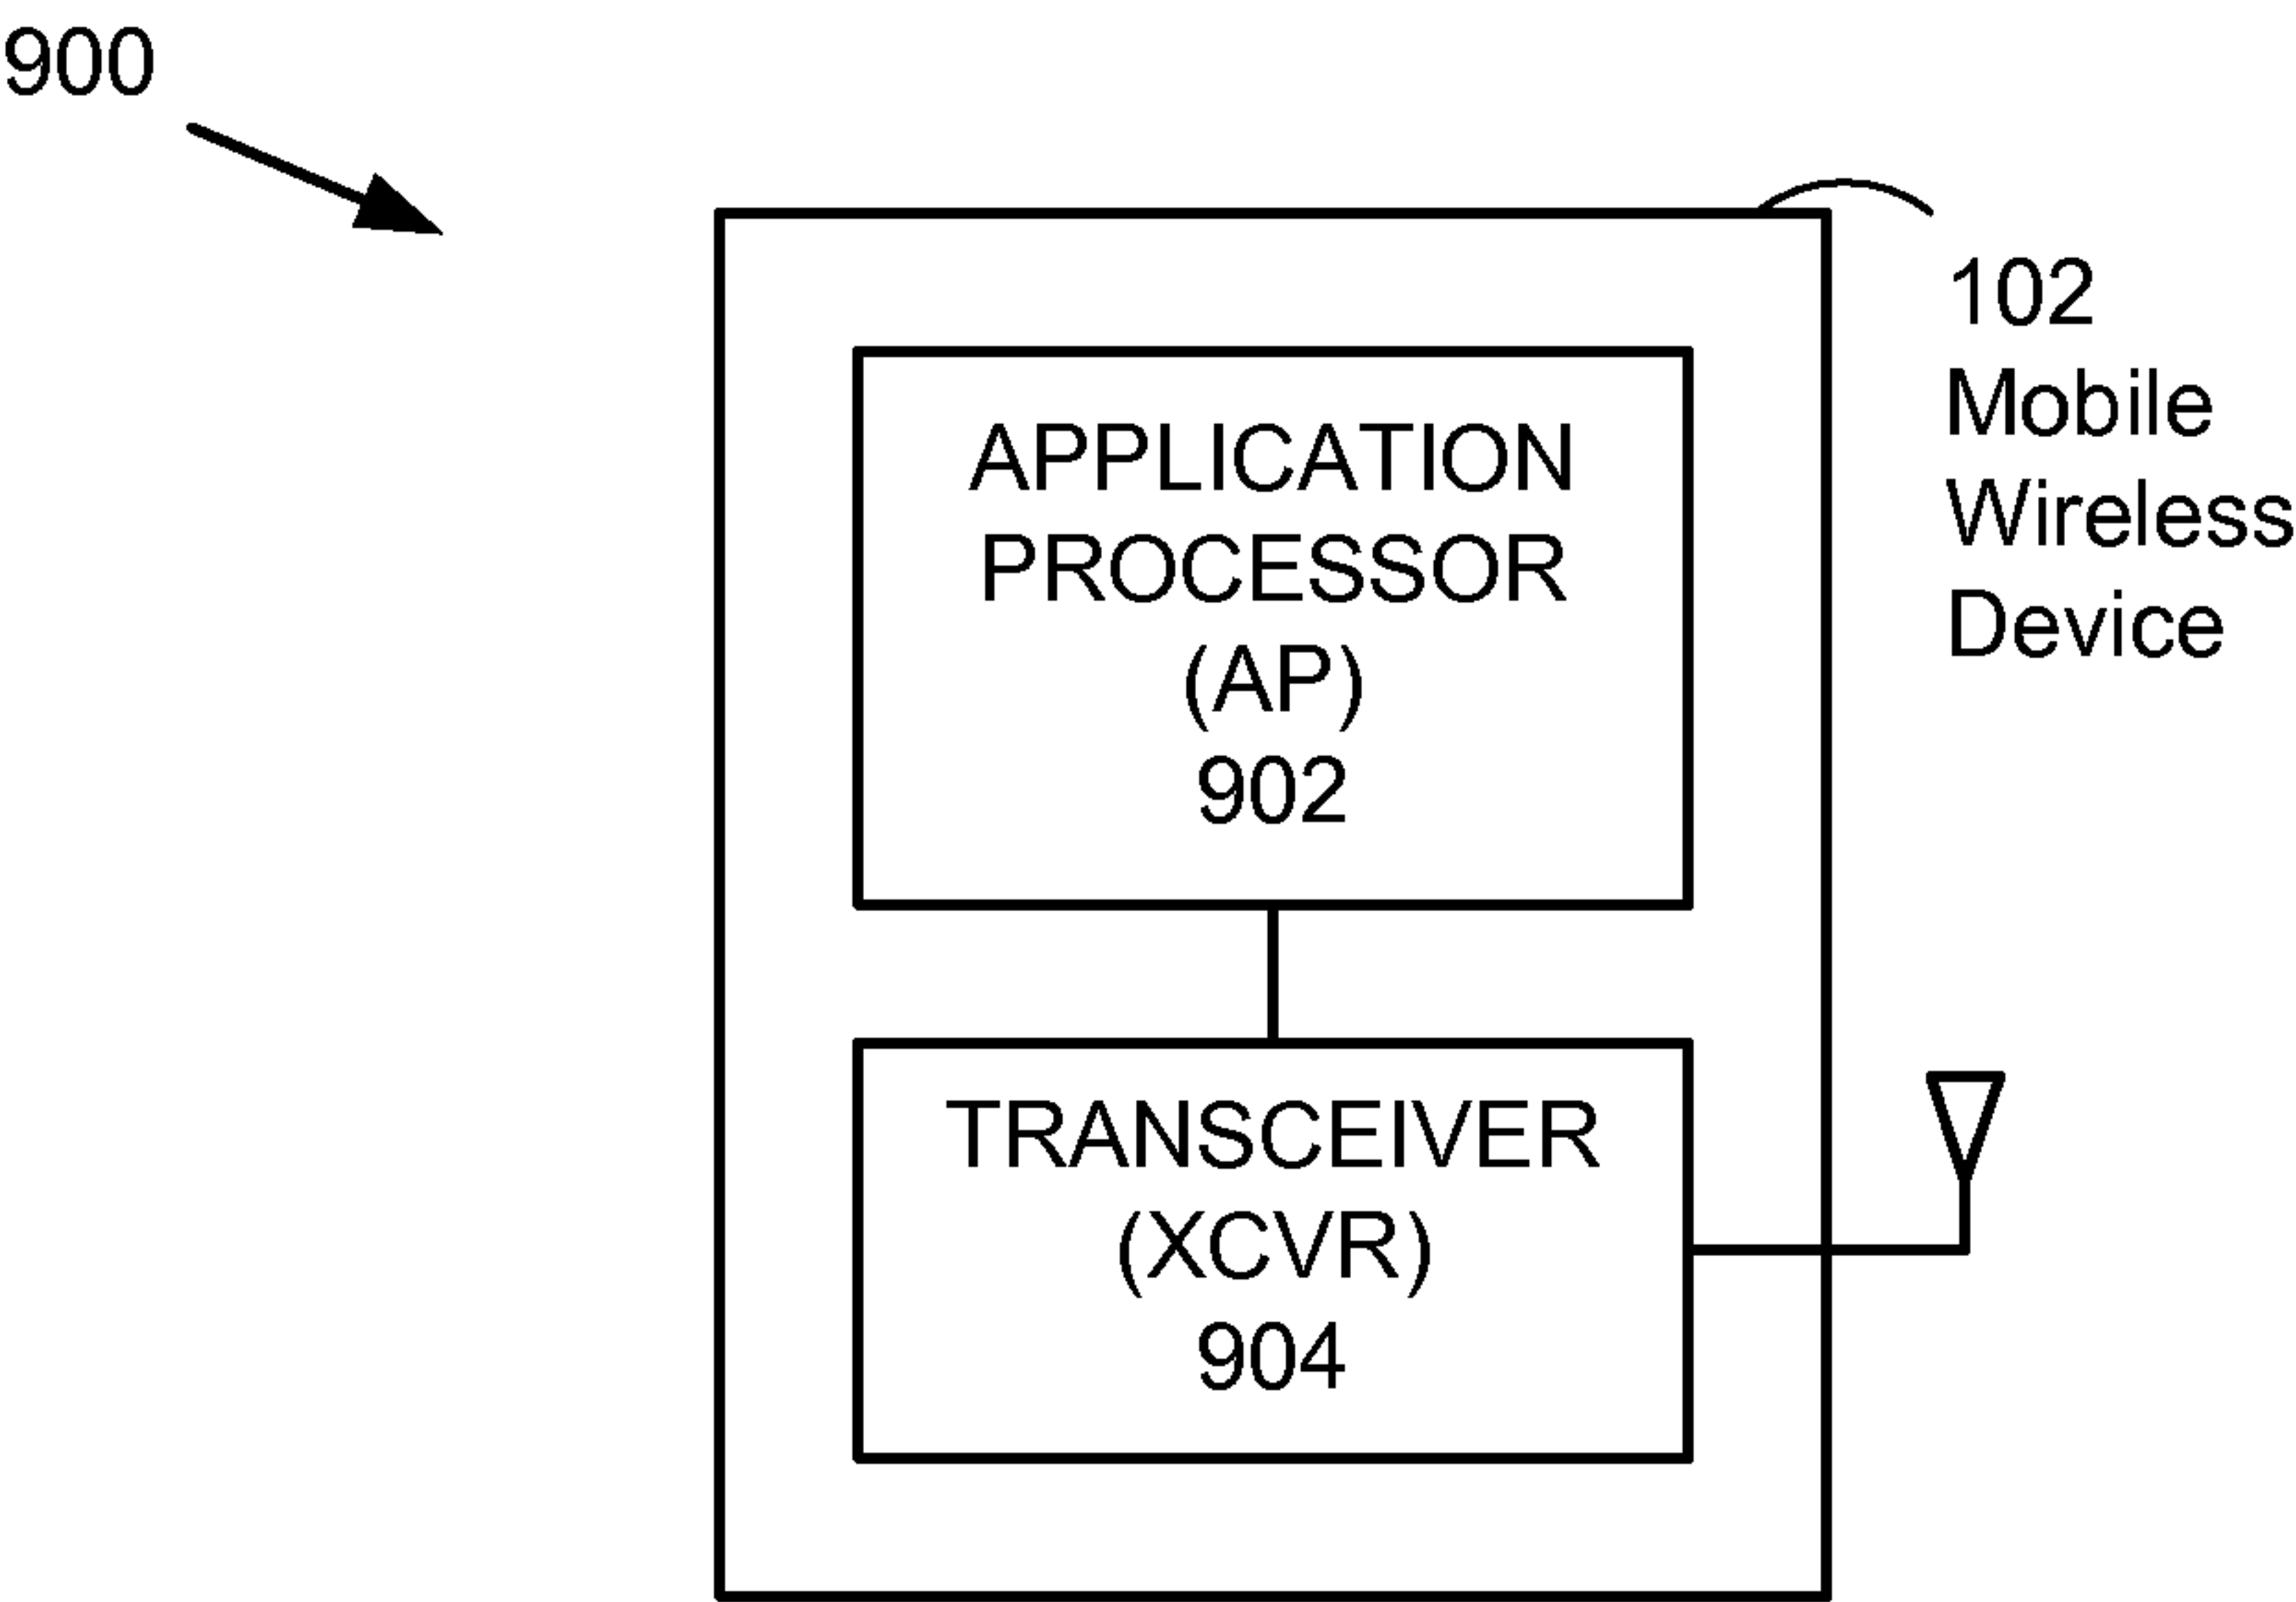 900
102
Mobile
Wireless
Device
APPLICATION
PROCESSOR
(AP)
902
TRANSCEIVER
(XCVR)
904